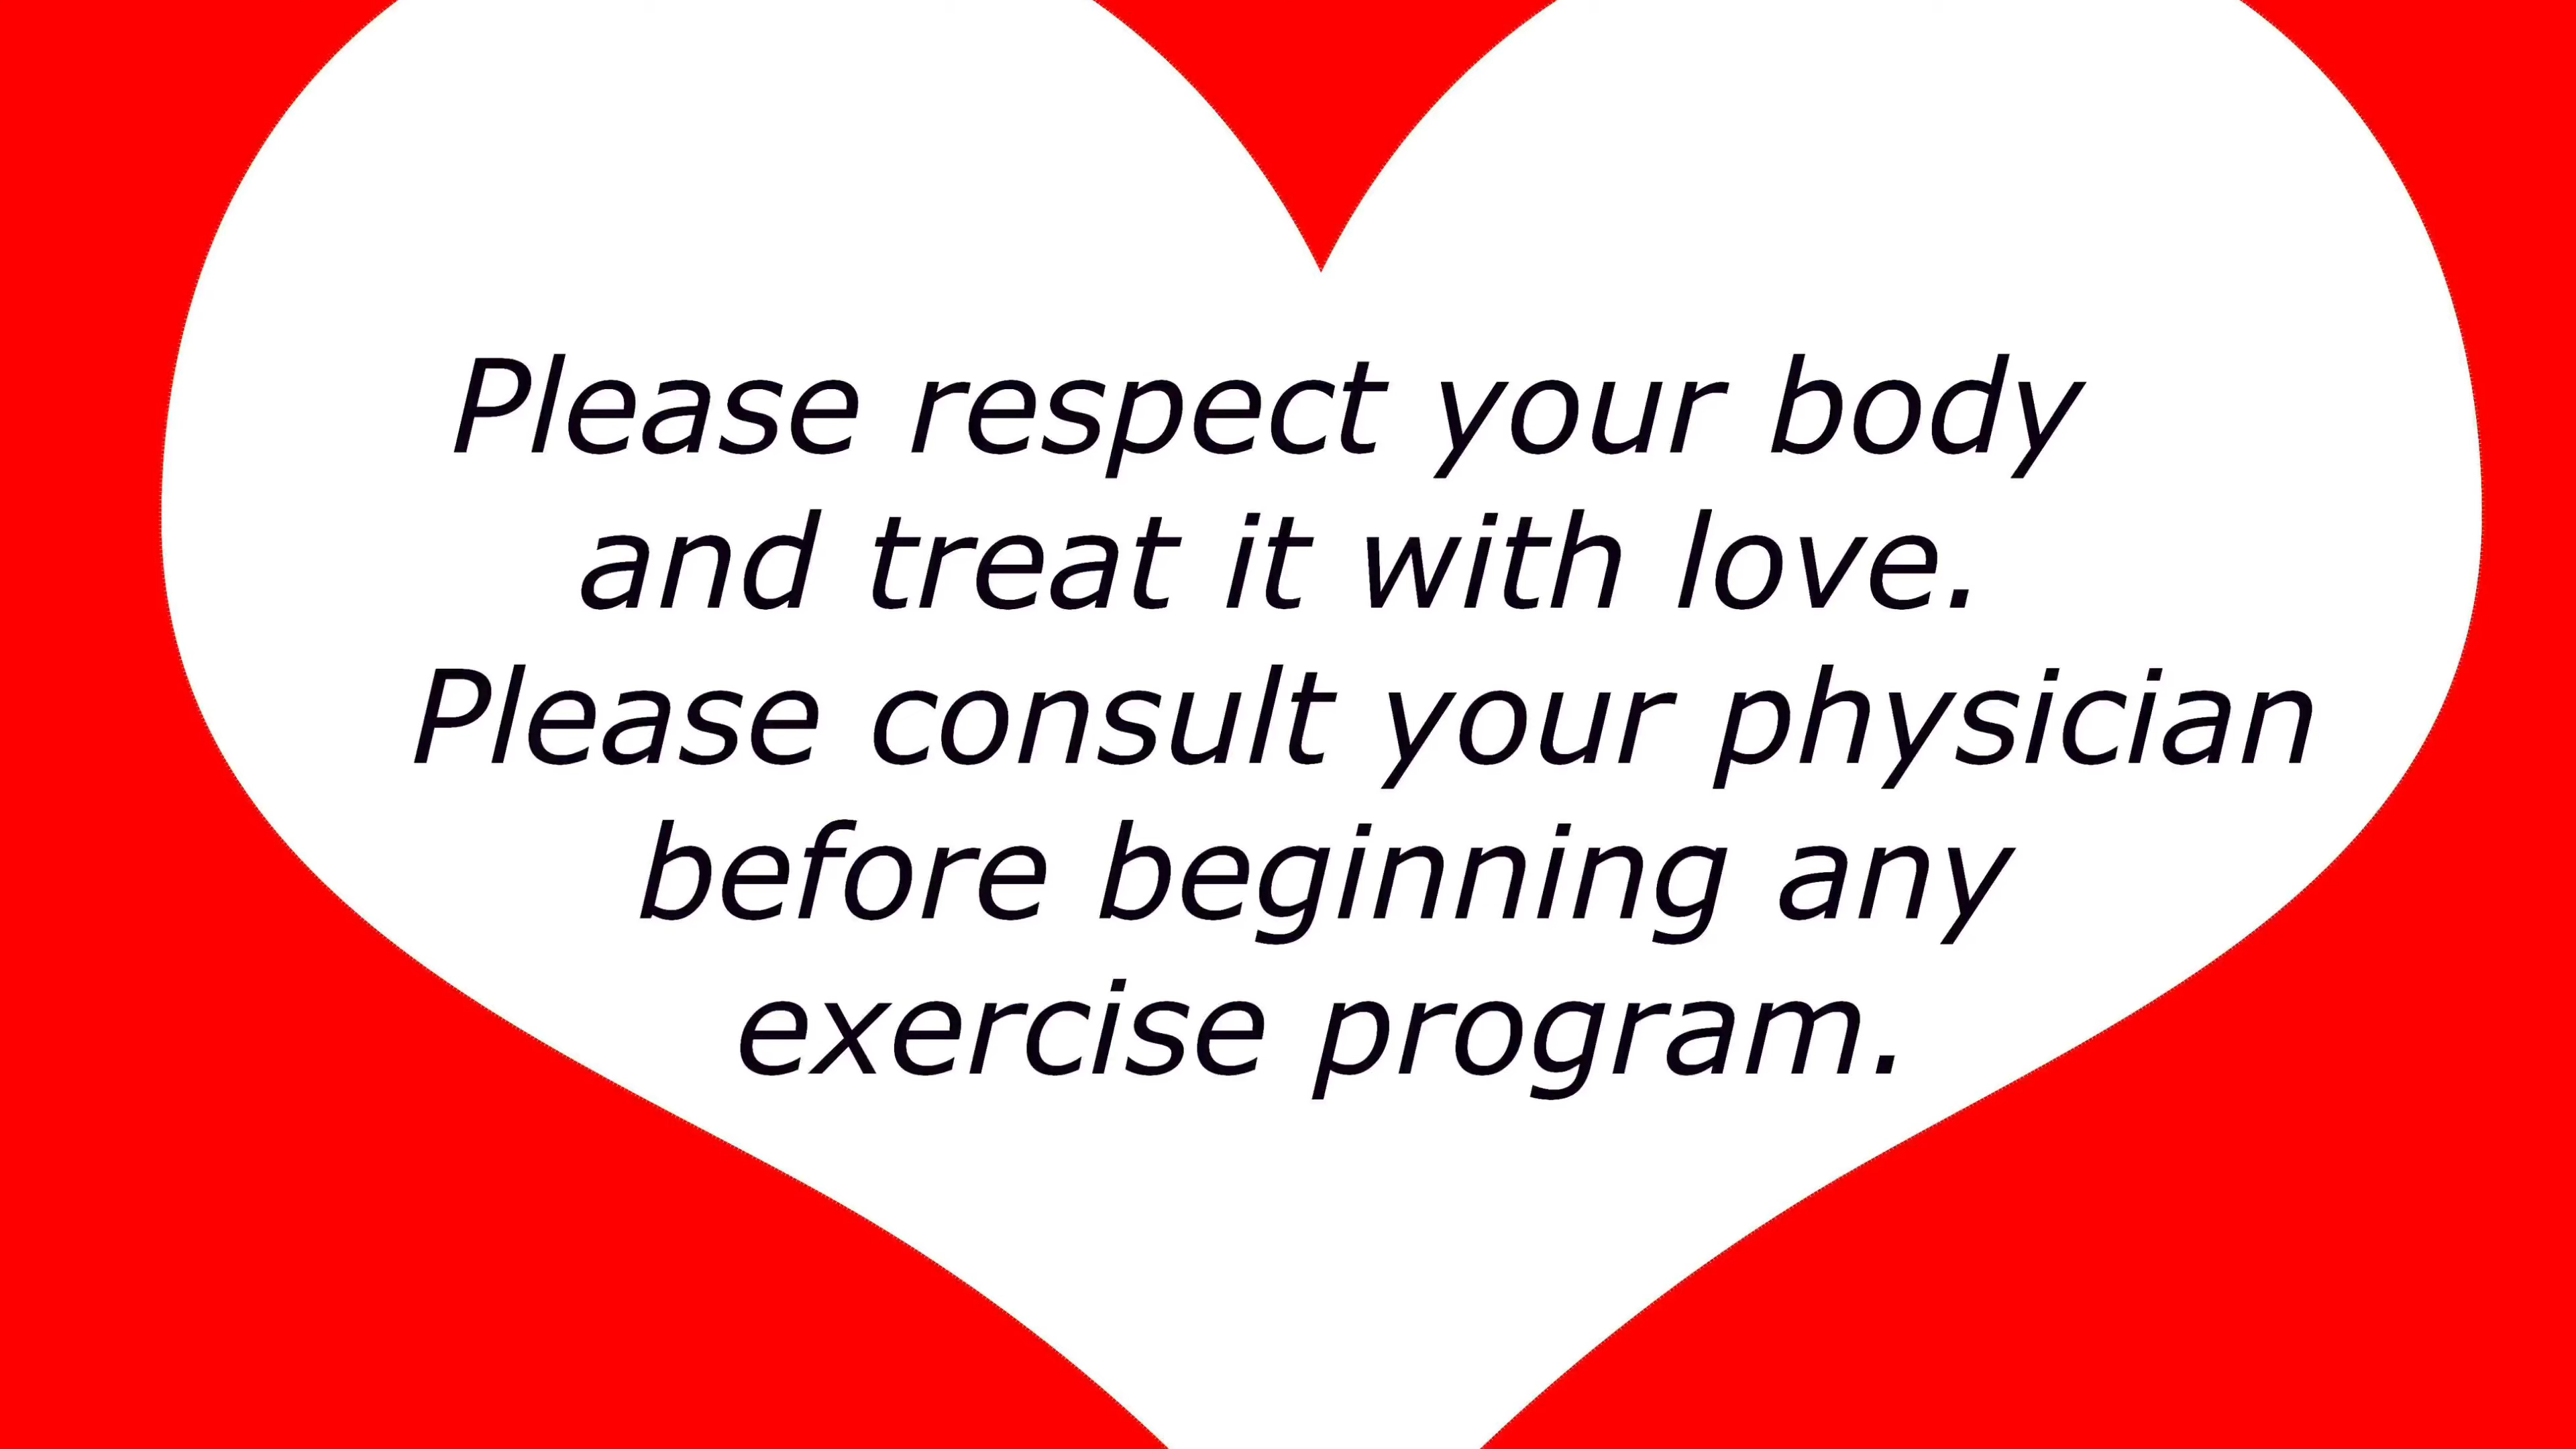 Please respect your body
and treat it with love.
Please consult your physician
before beginning any
exercise program.